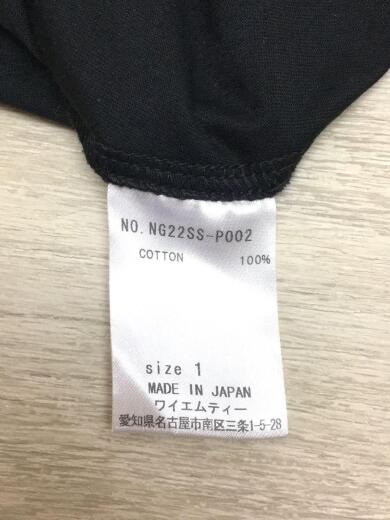 NO. NG22SS-P002
COTTON 100%
size 1
MADE IN JAPAN
ワイエムティー
愛知県名古屋市南区三条1-5-28